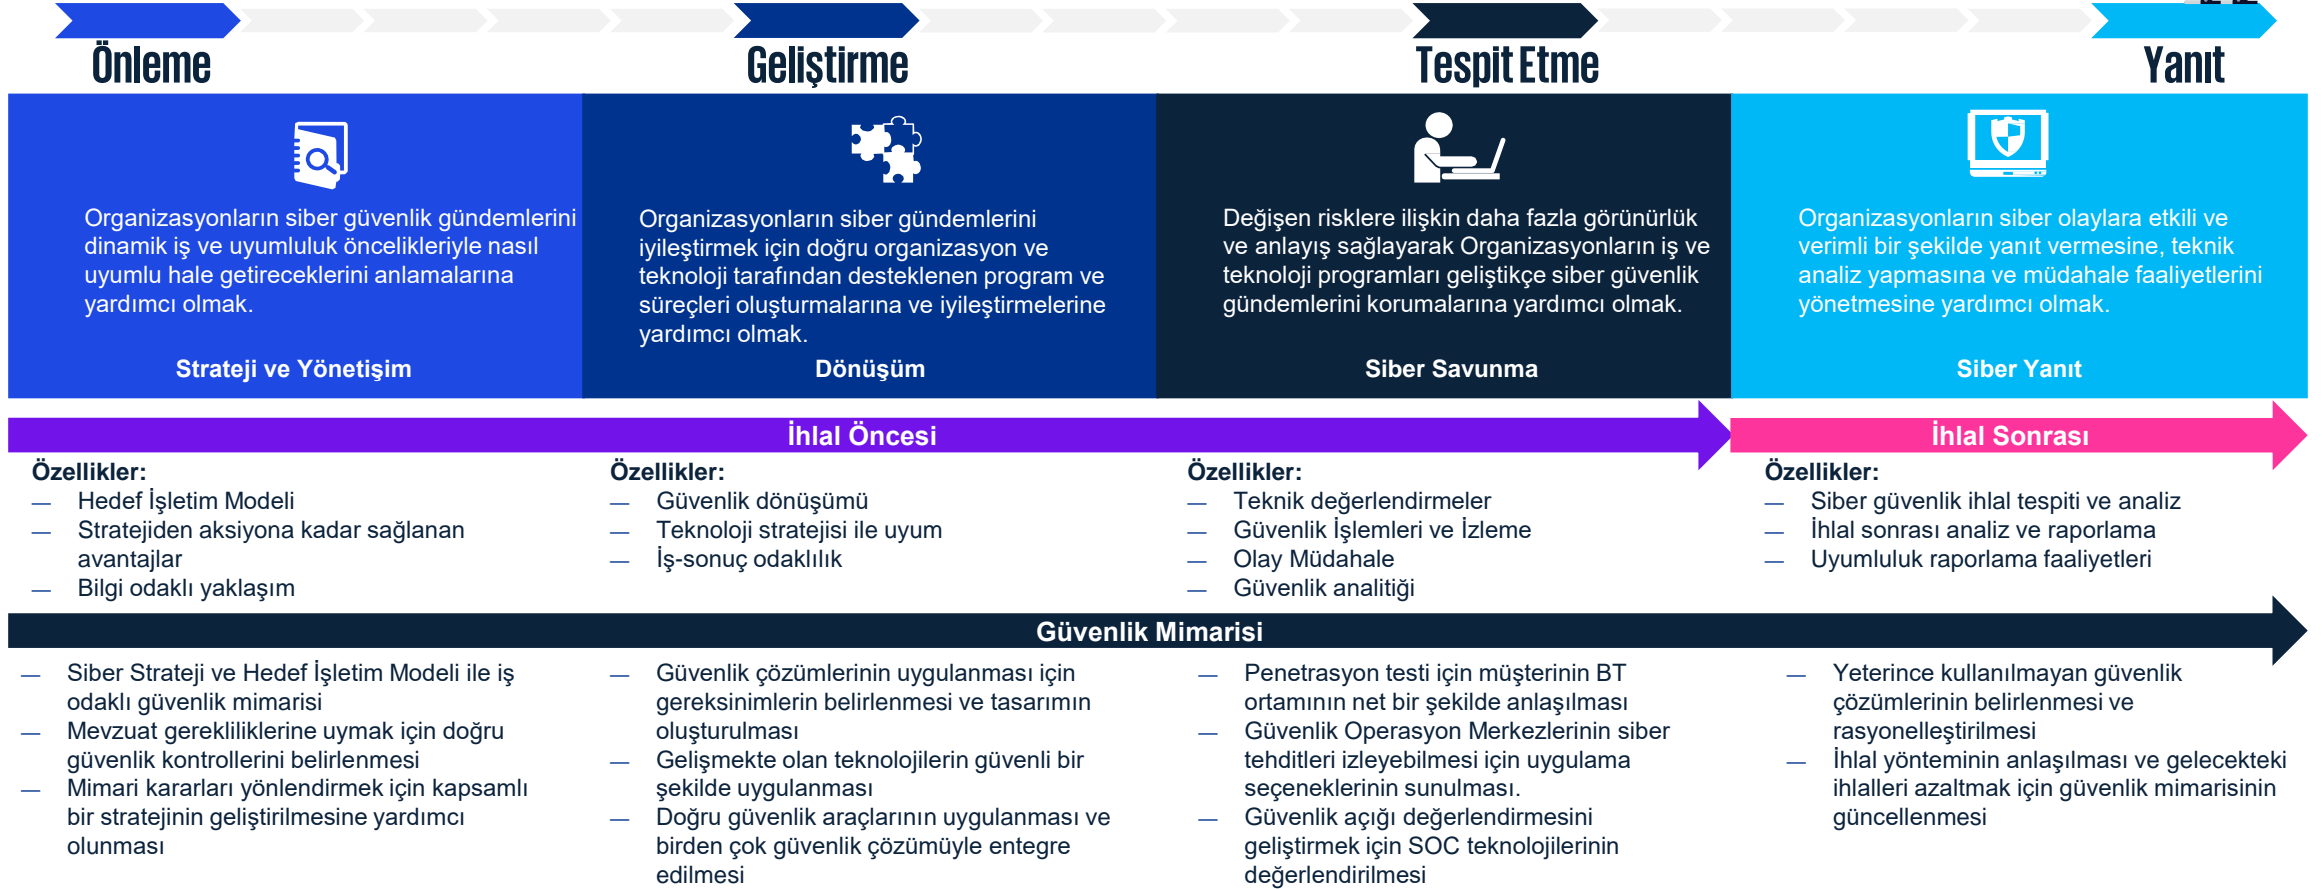 Önleme
Geliştirme
Tespit Etme
Yanıt
Organizasyonların siber güvenlik gündemlerini
dinamik iş ve uyumluluk öncelikleriyle nasıl
uyumlu hale getireceklerini anlamalarına
yardımcı olmak.
Strateji ve Yönetişim
Organizasyonların siber gündemlerini
iyileştirmek için doğru organizasyon ve
teknoloji tarafından desteklenen program ve
süreçleri oluşturmalarına ve iyileştirmelerine
yardımcı olmak.
Dönüşüm
Değişen risklere ilişkin daha fazla görünürlük
ve anlayış sağlayarak Organizasyonların iş ve
teknoloji programları geliştikçe siber güvenlik
gündemlerini korumalarına yardımcı olmak.
Siber Savunma
Organizasyonların siber olaylara etkili ve
verimli bir şekilde yanıt vermesine, teknik
analiz yapmasına ve müdahale faaliyetlerini
yönetmesine yardımcı olmak.
Siber Yanıt
İhlal Öncesi
İhlal Sonrası
Özellikler:
— Hedef İşletim Modeli
— Stratejiden aksiyona kadar sağlanan
avantajlar
— Bilgi odaklı yaklaşım
Özellikler:
— Güvenlik dönüşümü
— Teknoloji stratejisi ile uyum
— İş-sonuç odaklılık
Özellikler:
— Teknik değerlendirmeler
— Güvenlik İşlemleri ve İzleme
— Olay Müdahale
— Güvenlik analitiği
Özellikler:
— Siber güvenlik ihlal tespiti ve analiz
— İhlal sonrası analiz ve raporlama
— Uyumluluk raporlama faaliyetleri
Güvenlik Mimarisi
— Siber Strateji ve Hedef İşletim Modeli ile iş
odaklı güvenlik mimarisi
— Mevzuat gerekliliklerine uymak için doğru
güvenlik kontrollerini belirlenmesi
— Mimari kararları yönlendirmek için kapsamlı
bir stratejinin geliştirilmesine yardımcı
olunması
— Güvenlik çözümlerinin uygulanması için
gereksinimlerin belirlenmesi ve tasarımın
oluşturulması
— Gelişmekte olan teknolojilerin güvenli bir
şekilde uygulanması
— Doğru güvenlik araçlarının uygulanması ve
birden çok güvenlik çözümüyle entegre
edilmesi
— Penetrasyon testi için müşterinin BT
ortamının net bir şekilde anlaşılması
— Güvenlik Operasyon Merkezlerinin siber
tehditleri izleyebilmesi için uygulama
seçeneklerinin sunulması.
— Güvenlik açığı değerlendirmesini
geliştirmek için SOC teknolojilerinin
değerlendirilmesi
— Yeterince kullanılmayan güvenlik
çözümlerinin belirlenmesi ve
rasyonelleştirilmesi
— İhlal yönteminin anlaşılması ve gelecekteki
ihlalleri azaltmak için güvenlik mimarisinin
güncellenmesi